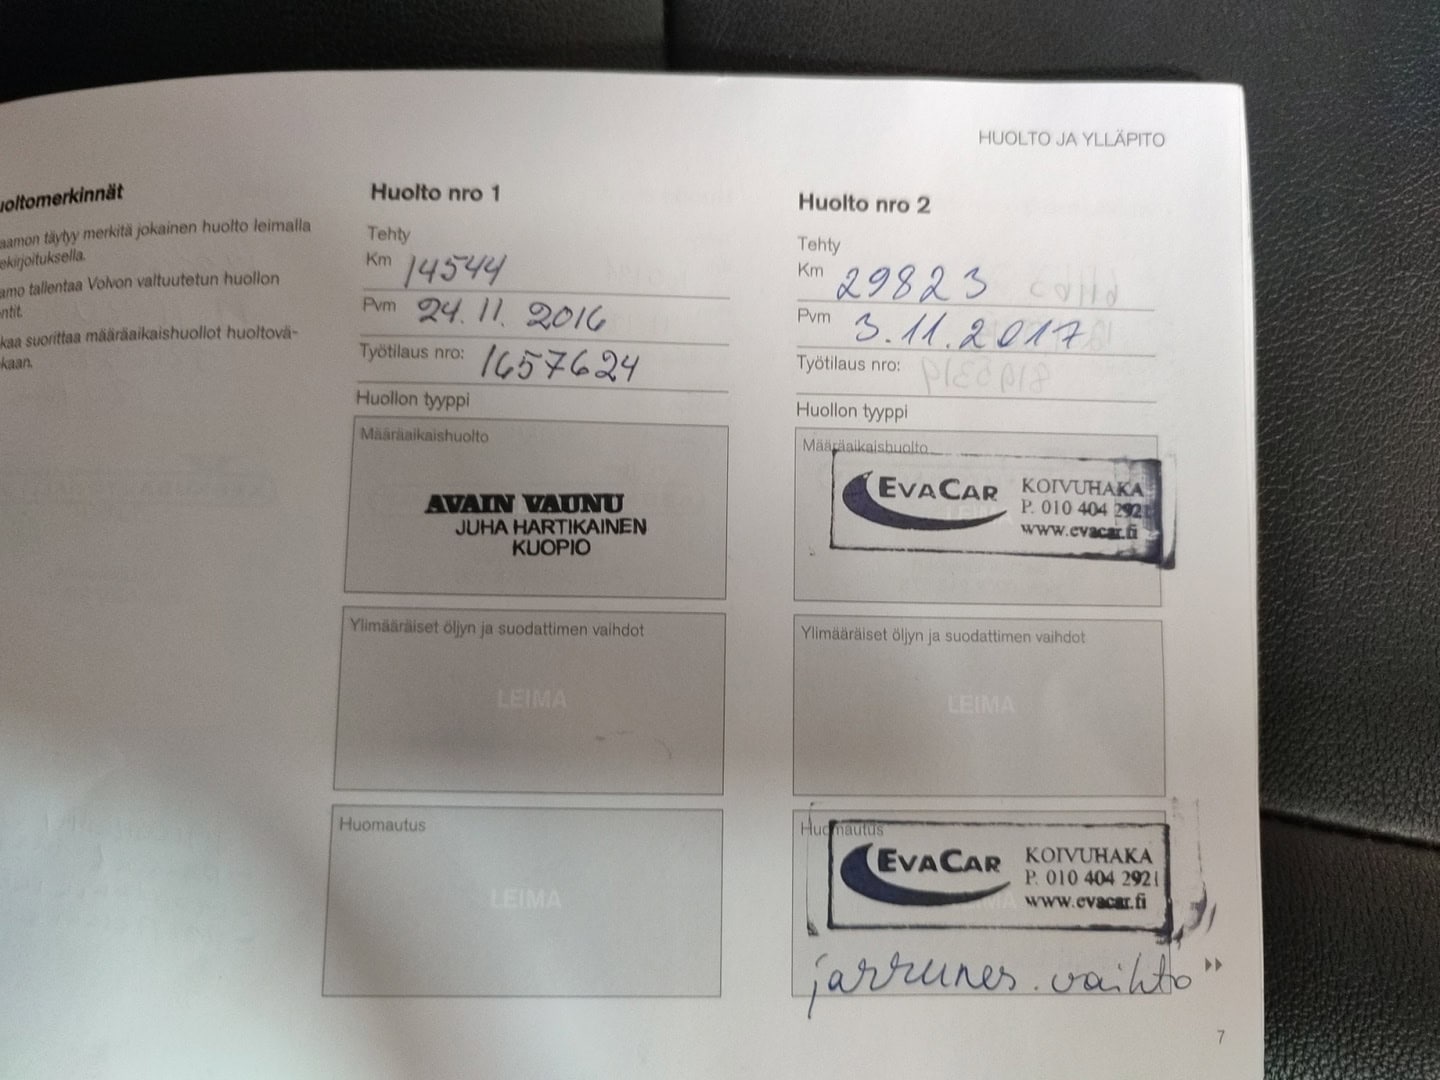 HUOLTO JA YLLÄPITO
uoltomerkinnät
aamon täytyy merkitä jokainen huolto leimalla
ekirjoituksella.
amo tallentaa Volvon valtuutetun huollon
ntit.
kaa suorittaa määräaikaishuollot huoltovä-
kaan.
Huolto nro 1
Tehty
Km 14544
Pvm 24.11.2016
Työtilaus nro: 1657624
Huollon tyyppi
Määräaikaishuolto
AVAIN VAUNU
JUHA HARTIKAINEN
KUOPIO
Ylimääräiset öljyn ja suodattimen vaihdot
LEIMA
Huomautus
LEIMA
Huolto nro 2
Tehty
Km 29823
Pvm 3.11.2017
Työtilaus nro:
Huollon tyyppi
Määräaikaishuolto
EVACAR KOIVUHAKA
P. 010 404 2921
www.evacar.fi
Ylimääräiset öljyn ja suodattimen vaihdot
LEIMA
Huomautus
EVACAR KOIVUHAKA
P. 010 404 2921
www.evacar.fi
jarrunes. vaihto
7